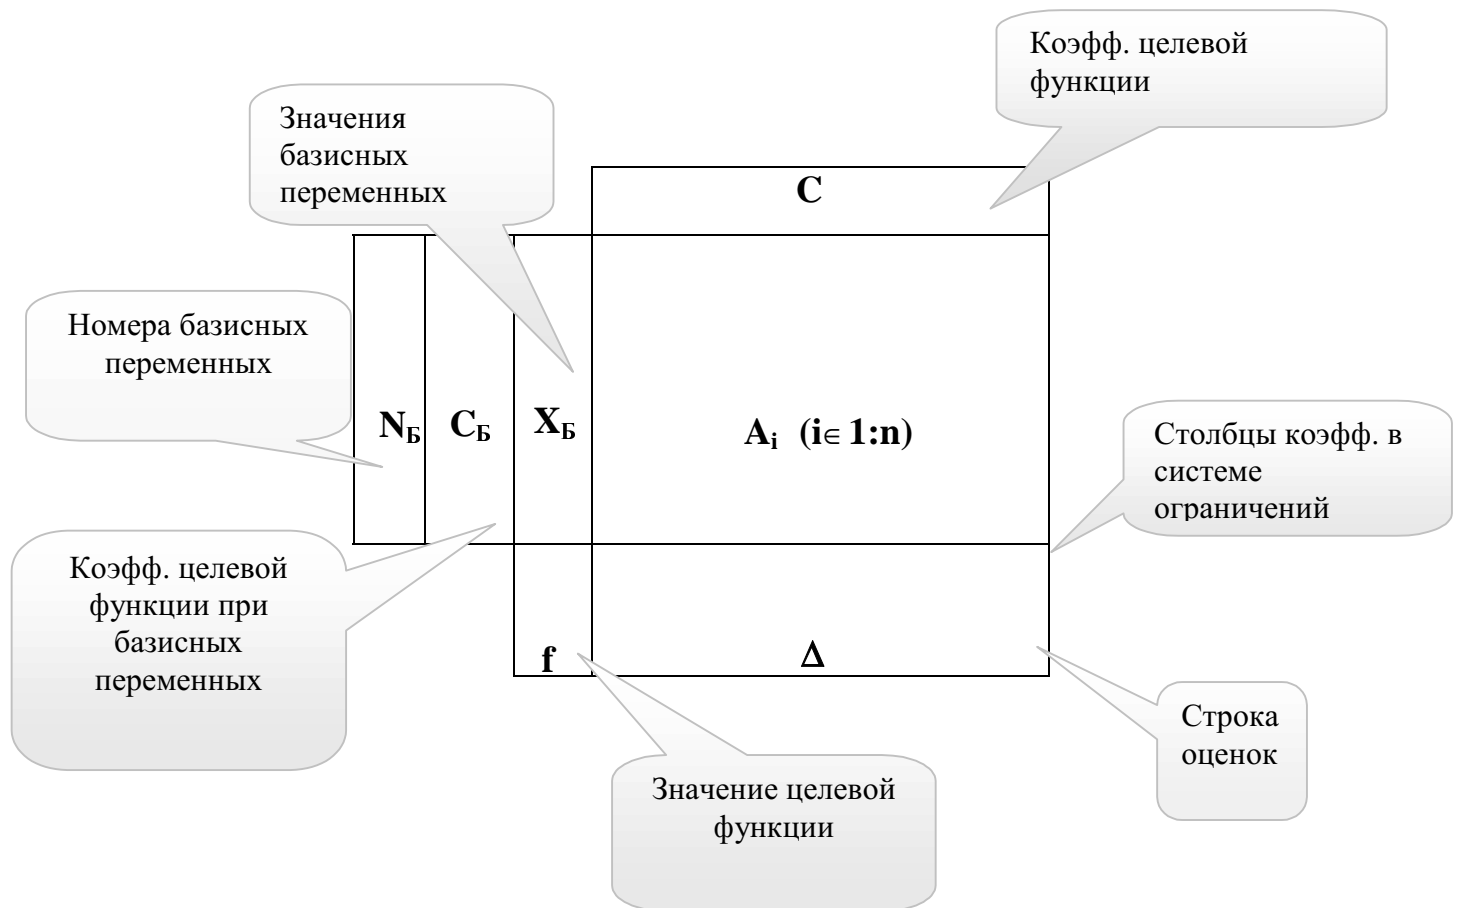 Коэфф. целевой
функции
Значения
базисных
переменных
C
Номера базисных
переменных
NБ CБ XБ Ai (i∈ 1:n)
Столбцы коэфф. в
системе
ограничений
Коэфф. целевой
функции при
базисных
переменных
f Δ
Строка
оценок
Значение целевой
функции